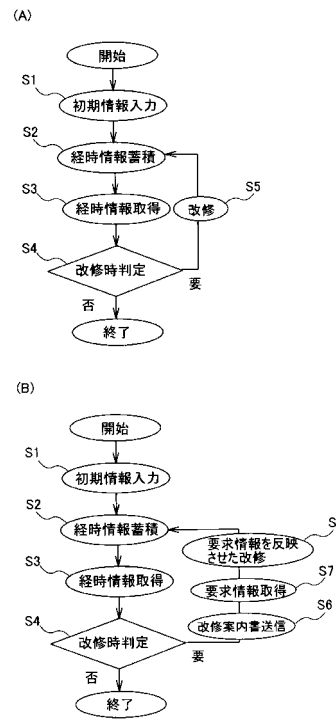 (A)
開始
S1
初期情報入力
S2
経時情報蓄積
S3
経時情報取得
S5
改修
S4
改修時判定
要
否
終了
(B)
開始
S1
初期情報入力
S2
経時情報蓄積
S
要求情報を反映
させた改修
S3
経時情報取得
S7
要求情報取得
S6
改修案内書送信
S4
改修時判定
要
否
終了